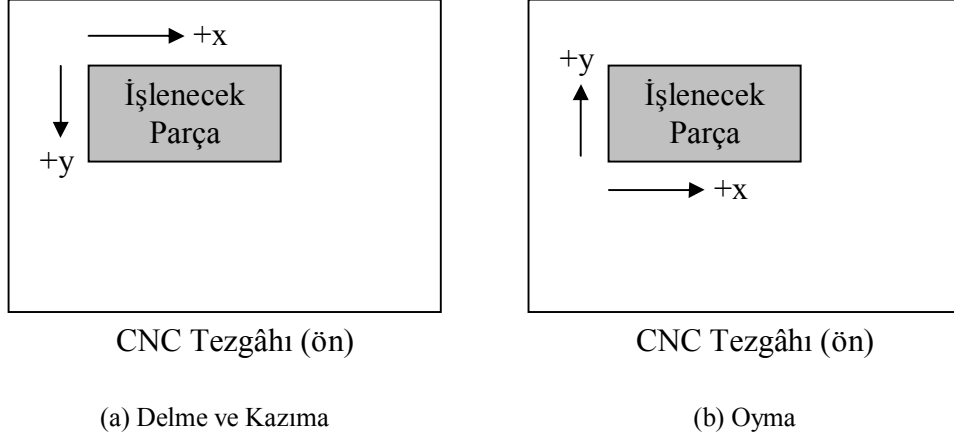 +x
İşlenecek
Parça
+y
CNC Tezgâhı (ön)
(a) Delme ve Kazıma
+y
İşlenecek
Parça
+x
CNC Tezgâhı (ön)
(b) Oyma